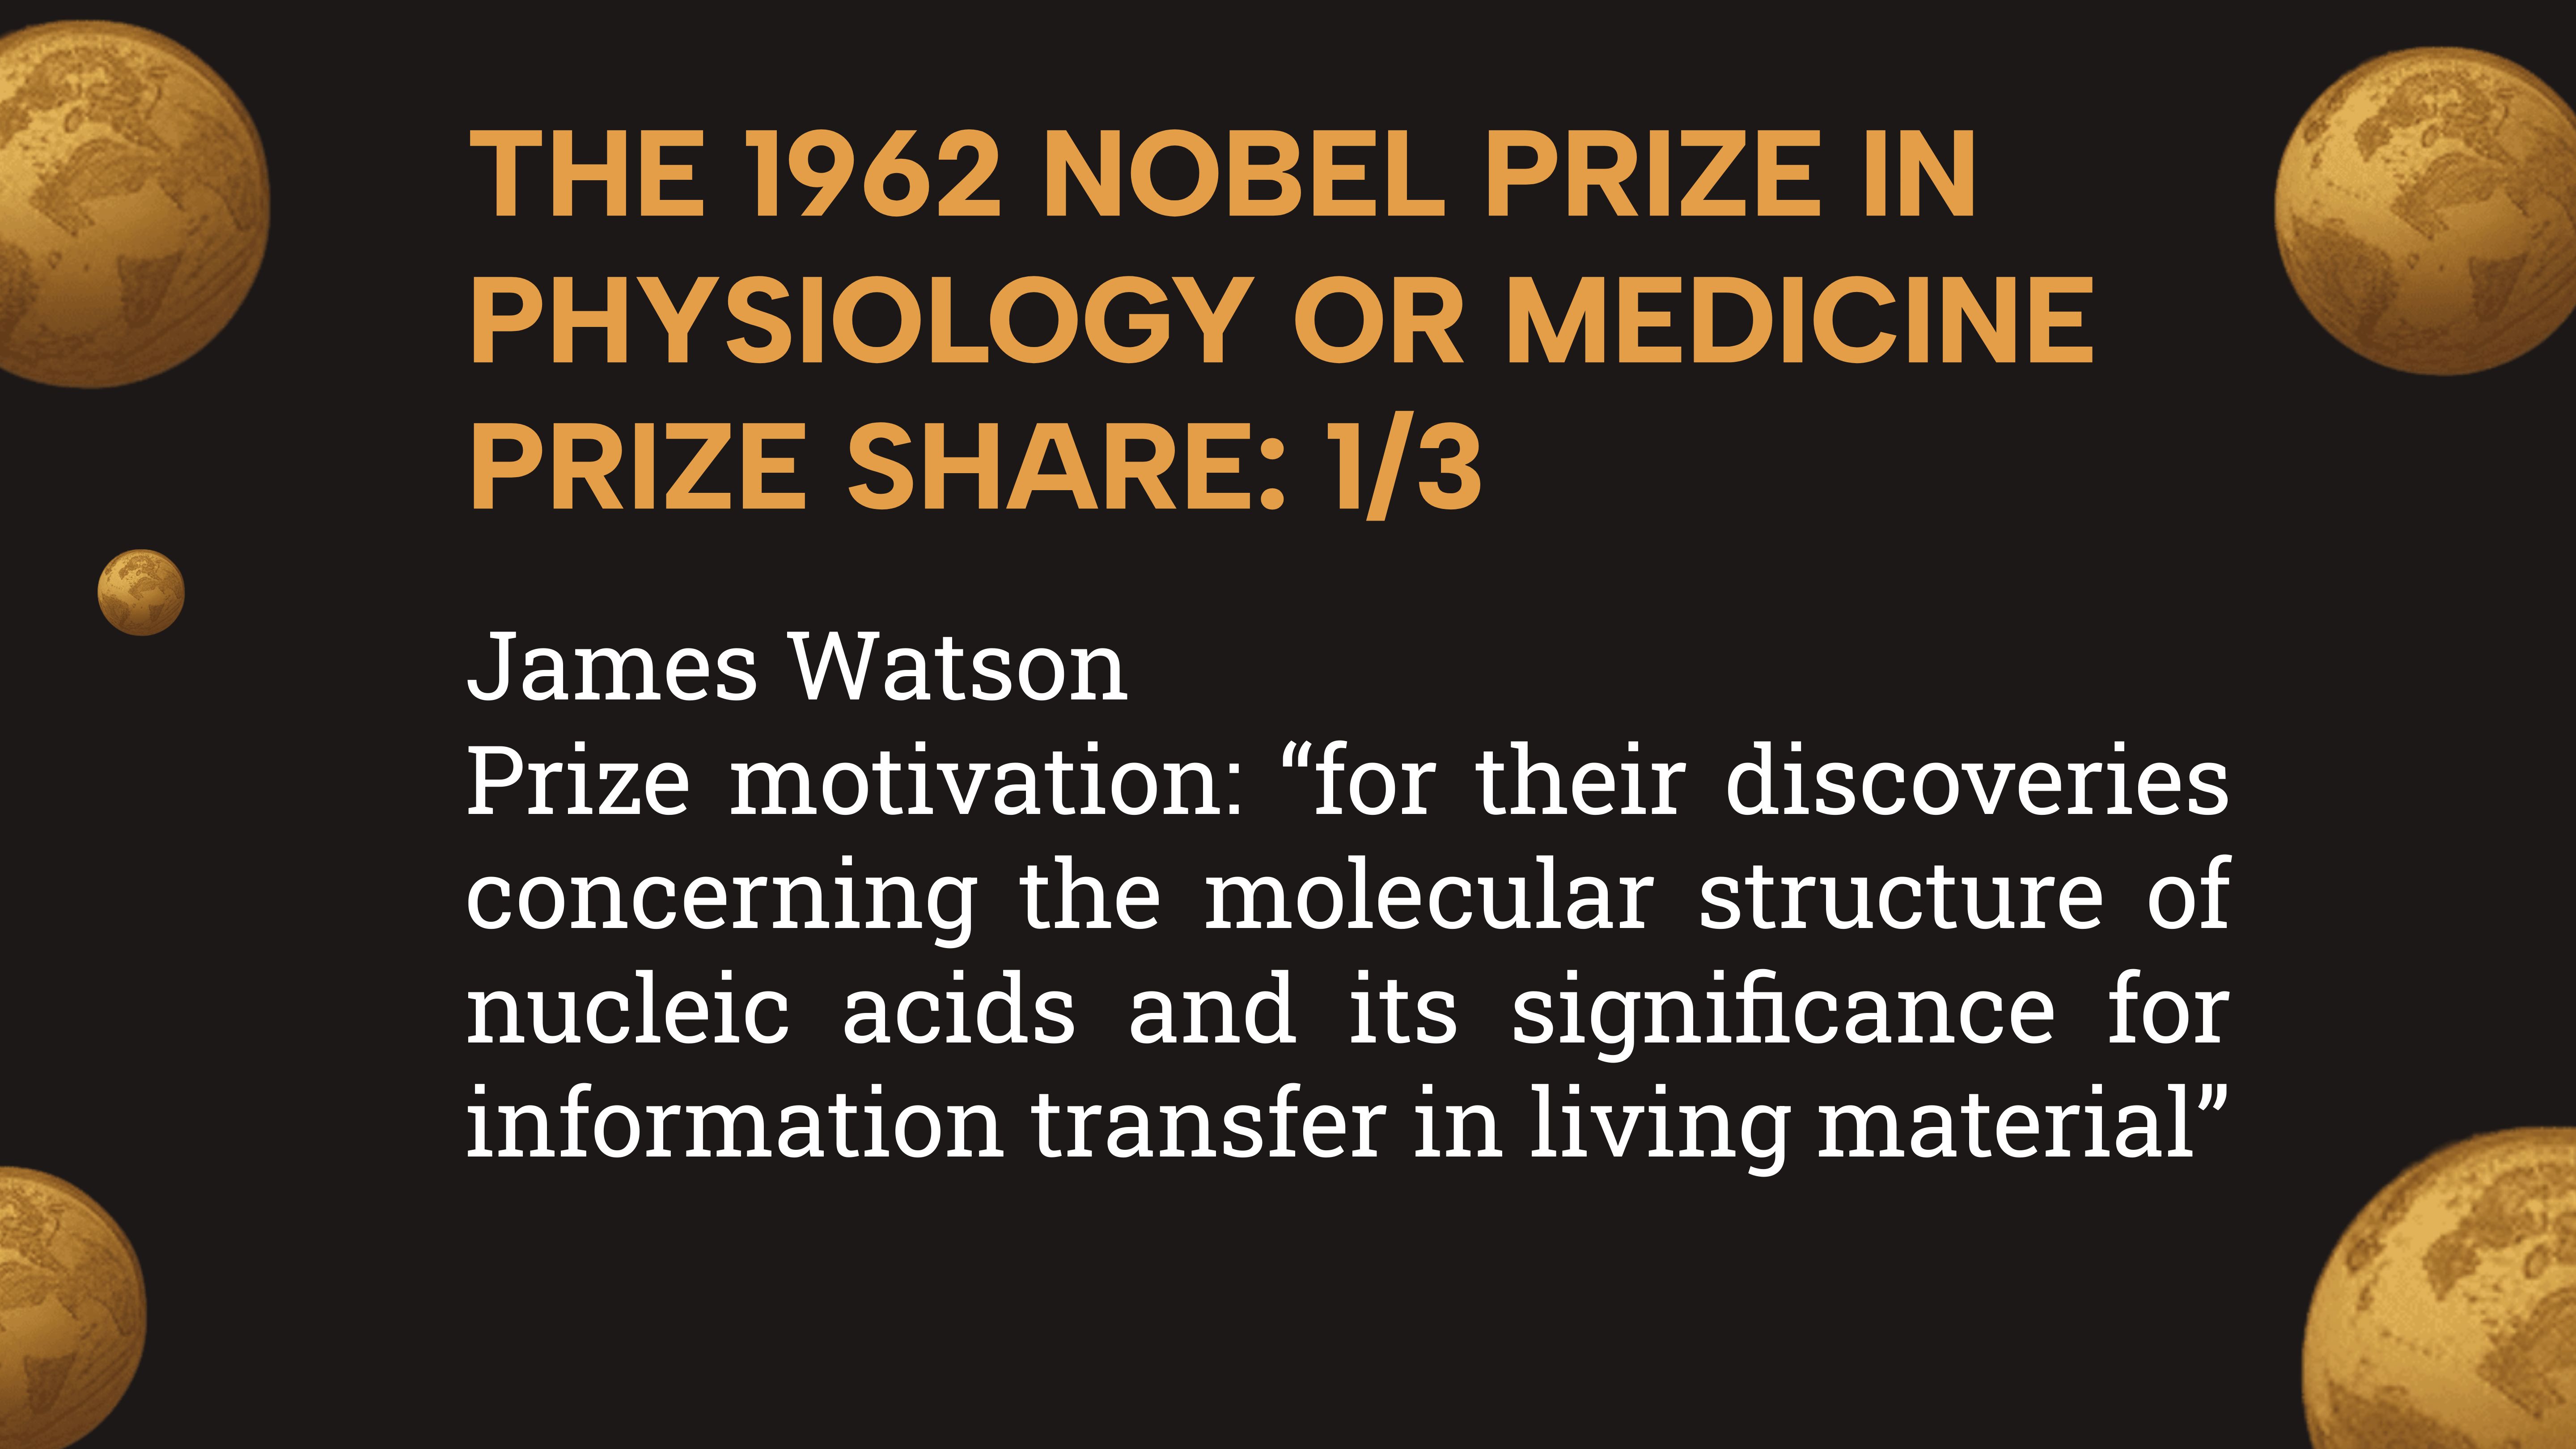 THE 1962 NOBEL PRIZE IN
PHYSIOLOGY OR MEDICINE
PRIZE SHARE: 1/3
James Watson
Prize motivation: “for their discoveries
concerning the molecular structure of
nucleic acids and its significance for
information transfer in living material”